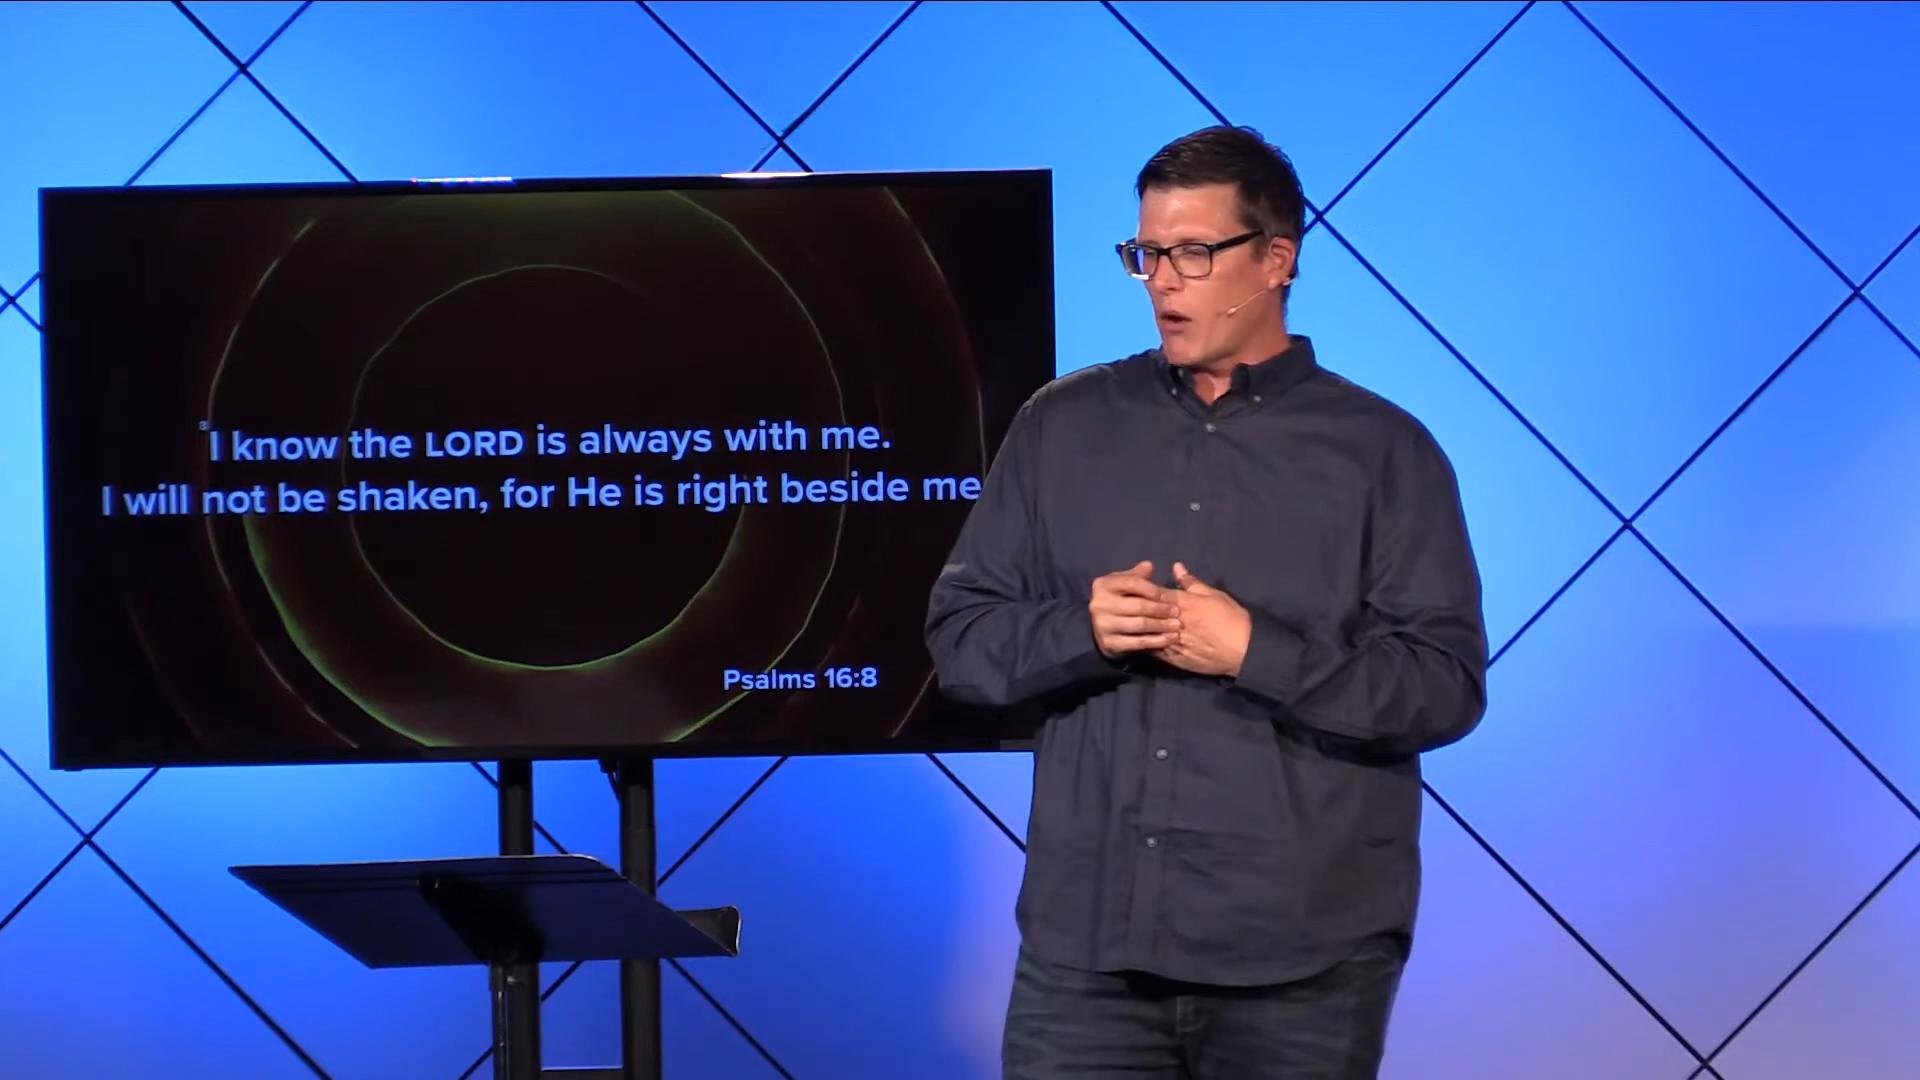 8 I know the LORD is always with me.
I will not be shaken, for He is right beside me
Psalms 16:8